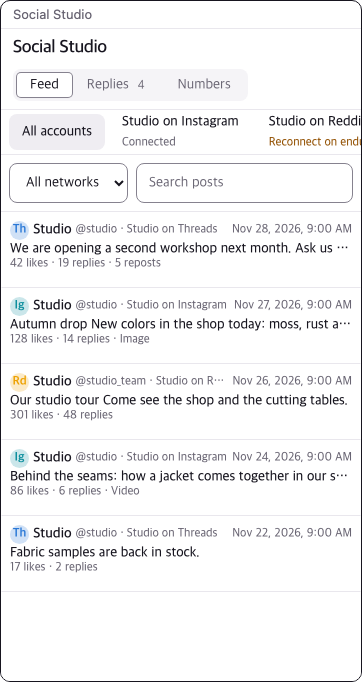 Social Studio
Social Studio
Feed Replies 4 Numbers
All accounts
Studio on Instagram
Connected
Studio on
Reconnect on
All networks
Search posts
Th Studio @studio · Studio on Threads Nov 28, 2026, 9:00 AM
We are opening a second workshop next month. Ask us ···
42 likes · 19 replies · 5 reposts
Ig Studio @studio · Studio on Instagram Nov 27, 2026, 9:00 AM
Autumn drop New colors in the shop today: moss, rust a···
128 likes · 14 replies · Image
Rd Studio @studio_team · Studio on R··· Nov 26, 2026, 9:00 AM
Our studio tour Come see the shop and the cutting tables.
301 likes · 48 replies
Ig Studio @studio · Studio on Instagram Nov 24, 2026, 9:00 AM
Behind the seams: how a jacket comes together in our s···
86 likes · 6 replies · Video
Th Studio @studio · Studio on Threads Nov 22, 2026, 9:00 AM
Fabric samples are back in stock.
17 likes · 2 replies